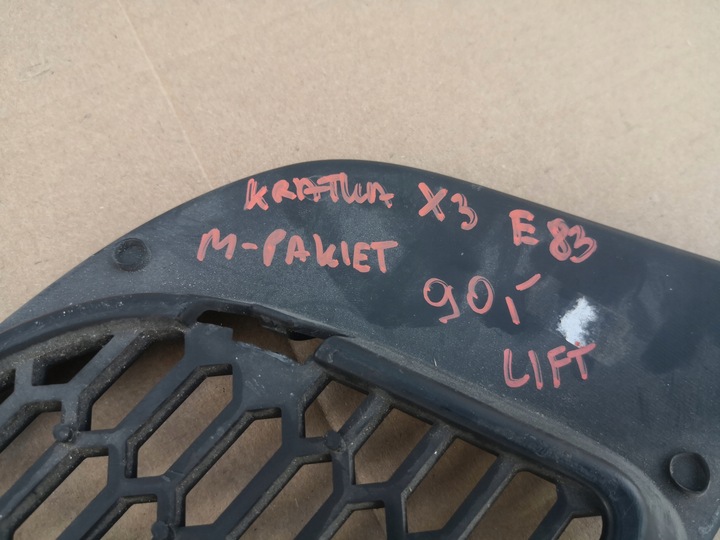 KRATKA X3 E83
M-PAKIET
90,-
LIFT